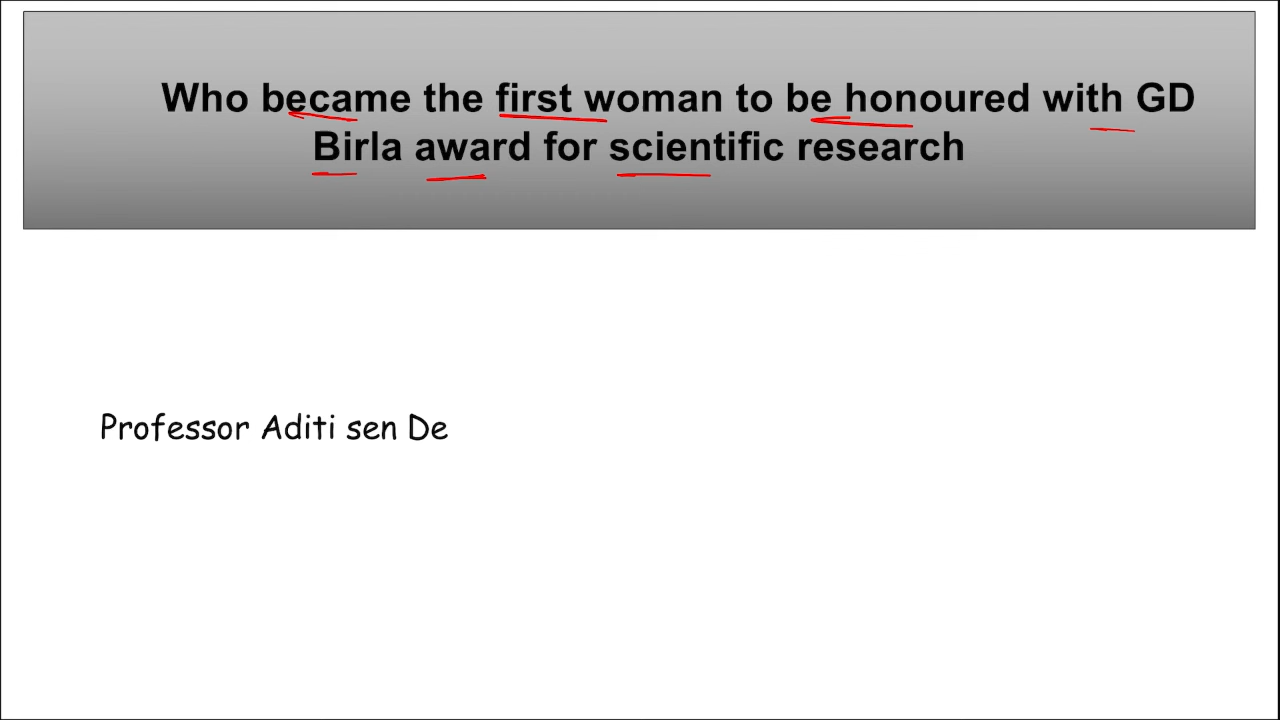 Who became the first woman to be honoured with GD
Birla award for scientific research
Professor Aditi sen De